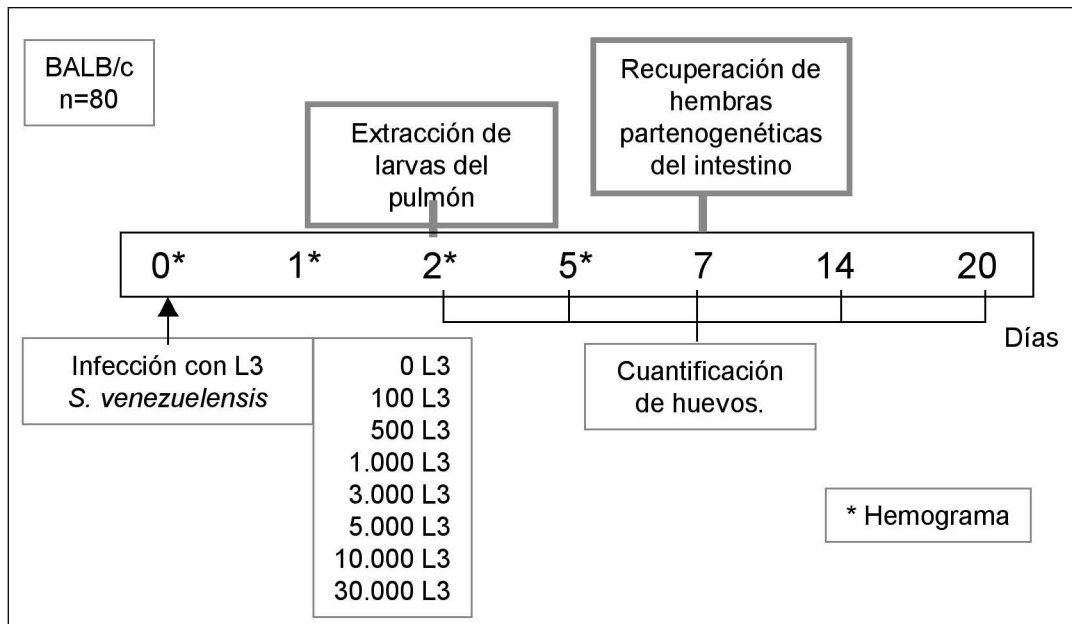 BALB/c
n=80
Extracción de
larvas del
pulmón
Recuperación de
hembras
partenogenéticas
del intestino
0* 1* 2* 5* 7 14 20
Días
Infección con L3
S. venezuelensis
0 L3
100 L3
500 L3
1.000 L3
3.000 L3
5.000 L3
10.000 L3
30.000 L3
Cuantificación
de huevos.
* Hemograma